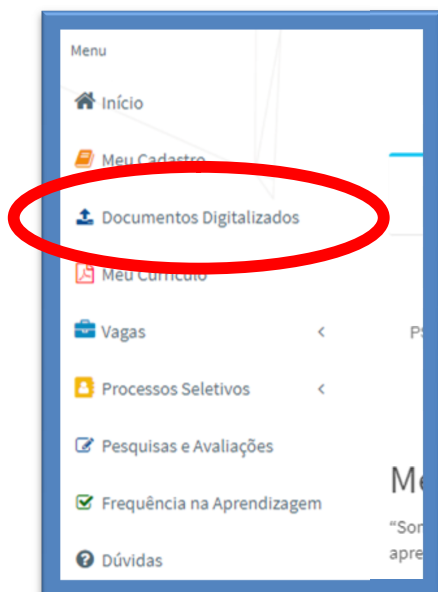 Menu
Início
Meu Cadastro
Documentos Digitalizados
Meu Currículo
Vagas
Processos Seletivos
Pesquisas e Avaliações
Frequência na Aprendizagem
Dúvidas